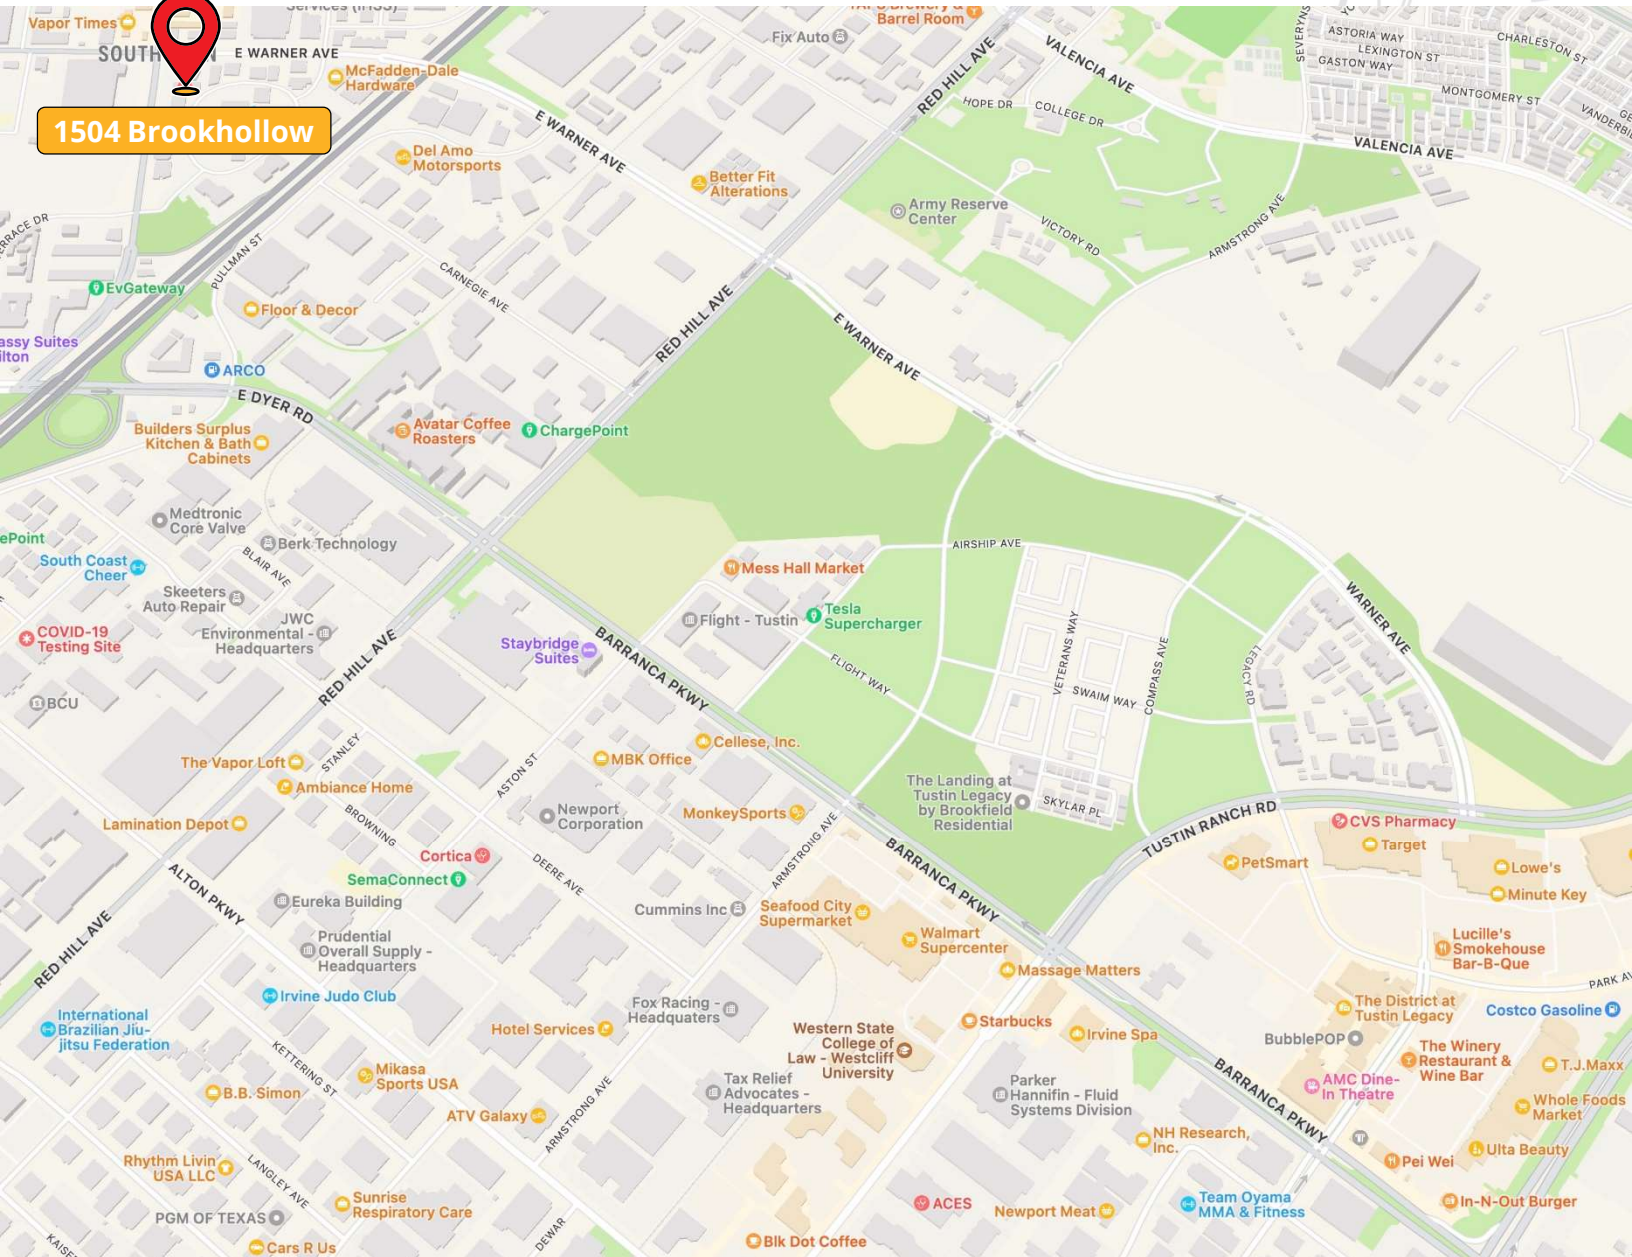 Services (IHSS)
Vapor Times
E WARNER AVE
McFadden-Dale
Hardware
1504 Brookhollow
Barrel Room
Fix Auto
RED HILL AVE
VALENCIA AVE
ASTORIA WAY
LEXINGTON ST
GASTON WAY
CHARLESTON ST
MONTGOMERY ST
HOPE DR
COLLEGE DR
VALENCIA AVE
E WARNER AVE
Del Amo
Motorsports
Better Fit
Alterations
Army Reserve
Center
VICTORY RD
ARMSTRONG AVE
PULLMAN ST
CARNEGIE AVE
EvGateway
Floor & Decor
RED HILL AVE
E WARNER AVE
assy Suites
ilton
ARCO
E DYER RD
Builders Surplus
Kitchen & Bath
Cabinets
Avatar Coffee
Roasters
ChargePoint
Medtronic
Core Valve
Berk Technology
ePoint
South Coast
Cheer
BLAIR AVE
Skeeters
Auto Repair
JWC
Environmental -
Headquarters
COVID-19
Testing Site
BCU
RED HILL AVE
Staybridge
Suites
BARRANCA PKWY
AIRSHIP AVE
Mess Hall Market
Flight - Tustin
Tesla
Supercharger
FLIGHT WAY
VETERANS WAY
SWAIM WAY
COMPASS AVE
LEGACY RD
WARNER AVE
The Vapor Loft
STANLEY
Ambiance Home
Lamination Depot
BROWNING
ASTON ST
Cellese, Inc.
MBK Office
Newport
Corporation
MonkeySports
The Landing at
Tustin Legacy
by Brookfield
Residential
SKYLAR PL
TUSTIN RANCH RD
CVS Pharmacy
Target
PetSmart
Lowe's
Minute Key
Cortica
SemaConnect
DEERE AVE
ARMSTRONG AVE
BARRANCA PKWY
ALTON PKWY
Eureka Building
Cummins Inc
Seafood City
Supermarket
Walmart
Supercenter
Prudential
Overall Supply -
Headquarters
RED HILL AVE
Massage Matters
Lucille's
Smokehouse
Bar-B-Que
PARK AV
Irvine Judo Club
International
Brazilian Jiu-
jitsu Federation
Hotel Services
Fox Racing -
Headquaters
Western State
College of
Law - Westcliff
University
Starbucks
Irvine Spa
The District at
Tustin Legacy
Costco Gasoline
BubblePOP
The Winery
Restaurant &
Wine Bar
T.J.Maxx
KETTERING ST
Mikasa
Sports USA
B.B. Simon
ATV Galaxy
ARMSTRONG AVE
Tax Relief
Advocates -
Headquarters
Parker
Hannifin - Fluid
Systems Division
BARRANCA PKWY
AMC Dine-
In Theatre
Whole Foods
Market
NH Research,
Inc.
Ulta Beauty
Pei Wei
Rhythm Livin
USA LLC
LANGLEY AVE
Sunrise
Respiratory Care
PGM OF TEXAS
Cars R Us
DEWAR
ACES
Newport Meat
Team Oyama
MMA & Fitness
In-N-Out Burger
Blk Dot Coffee